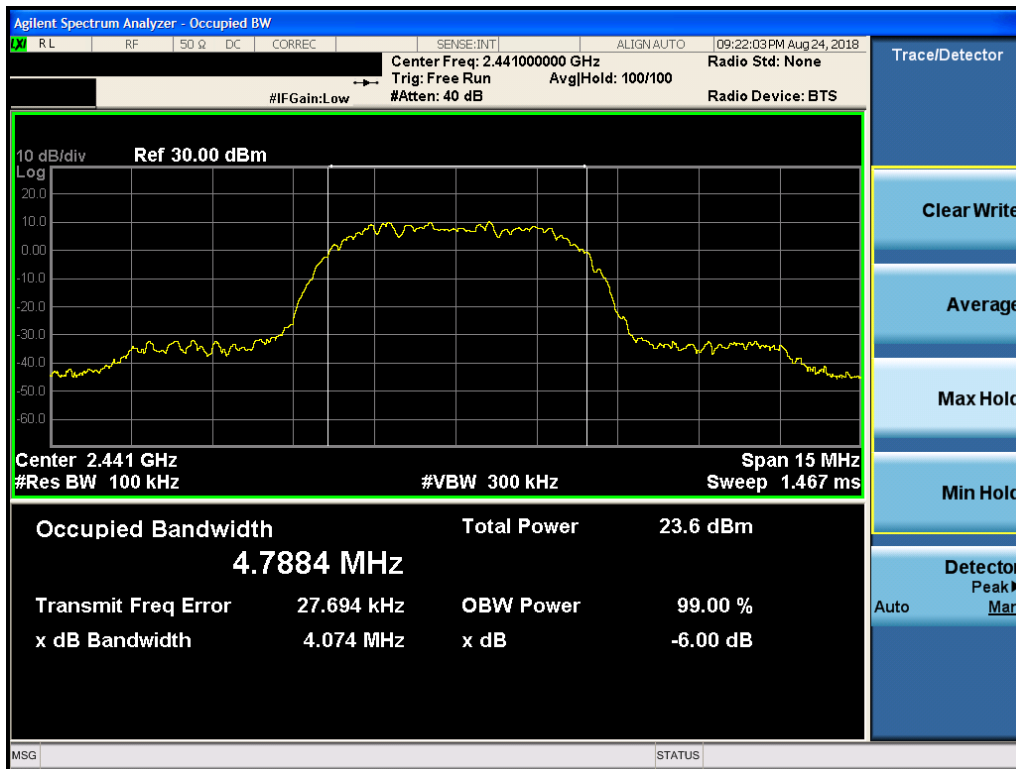 Agilent Spectrum Analyzer - Occupied BW
LXI RL RF 50 Ω DC CORREC SENSE:INT ALIGN AUTO 09:22:03 PM Aug 24, 2018
Center Freq: 2.441000000 GHz Radio Std: None
Trig: Free Run Avg|Hold: 100/100
#IFGain:Low #Atten: 40 dB Radio Device: BTS
10 dB/div Ref 30.00 dBm
Log
20.0
10.0
0.00
-10.0
-20.0
-30.0
-40.0
-50.0
-60.0
Center 2.441 GHz Span 15 MHz
#Res BW 100 kHz #VBW 300 kHz Sweep 1.467 ms
Occupied Bandwidth Total Power 23.6 dBm
4.7884 MHz
Transmit Freq Error 27.694 kHz OBW Power 99.00 %
x dB Bandwidth 4.074 MHz x dB -6.00 dB
MSG STATUS
Trace/Detector
Clear Write
Average
Max Hold
Min Hold
Detector
Peak▶
Auto Man